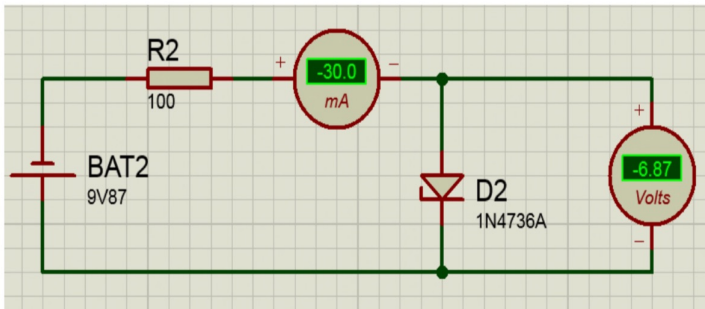 R2
100
+
-30.0
mA
−
BAT2
9V87
D2
1N4736A
+
-6.87
Volts
−